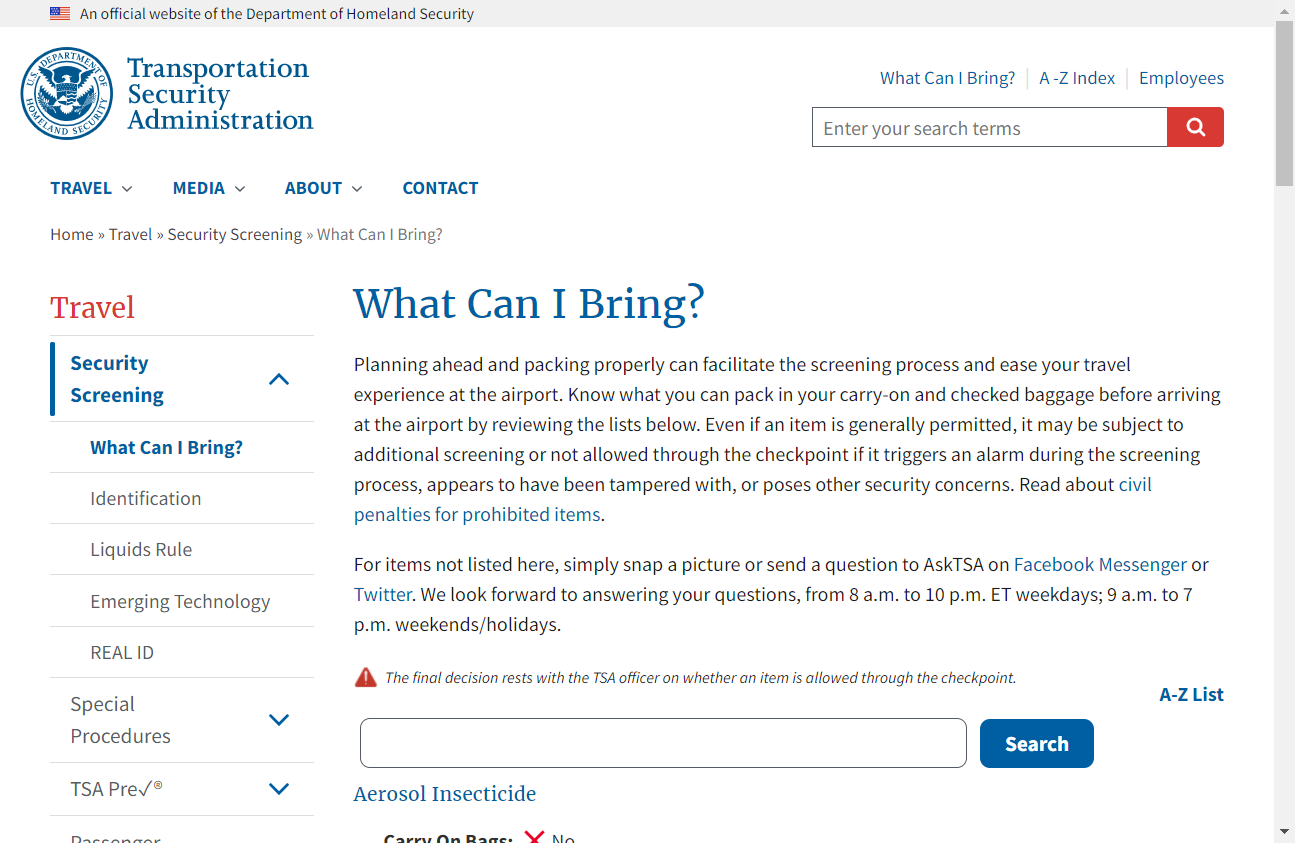 An official website of the Department of Homeland Security
U.S. DEPARTMENT OF HOMELAND SECURITY
Transportation
Security
Administration
What Can I Bring?
A -Z Index
Employees
Enter your search terms
TRAVEL
MEDIA
ABOUT
CONTACT
Home » Travel » Security Screening » What Can I Bring?
Travel
Security
Screening
What Can I Bring?
Identification
Liquids Rule
Emerging Technology
REAL ID
Special
Procedures
TSA Pre✓®
Passenger
What Can I Bring?
Planning ahead and packing properly can facilitate the screening process and ease your travel
experience at the airport. Know what you can pack in your carry-on and checked baggage before arriving
at the airport by reviewing the lists below. Even if an item is generally permitted, it may be subject to
additional screening or not allowed through the checkpoint if it triggers an alarm during the screening
process, appears to have been tampered with, or poses other security concerns. Read about civil
penalties for prohibited items.
For items not listed here, simply snap a picture or send a question to AskTSA on Facebook Messenger or
Twitter. We look forward to answering your questions, from 8 a.m. to 10 p.m. ET weekdays; 9 a.m. to 7
p.m. weekends/holidays.
The final decision rests with the TSA officer on whether an item is allowed through the checkpoint.
A-Z List
Search
Aerosol Insecticide
Carry On Bags: No